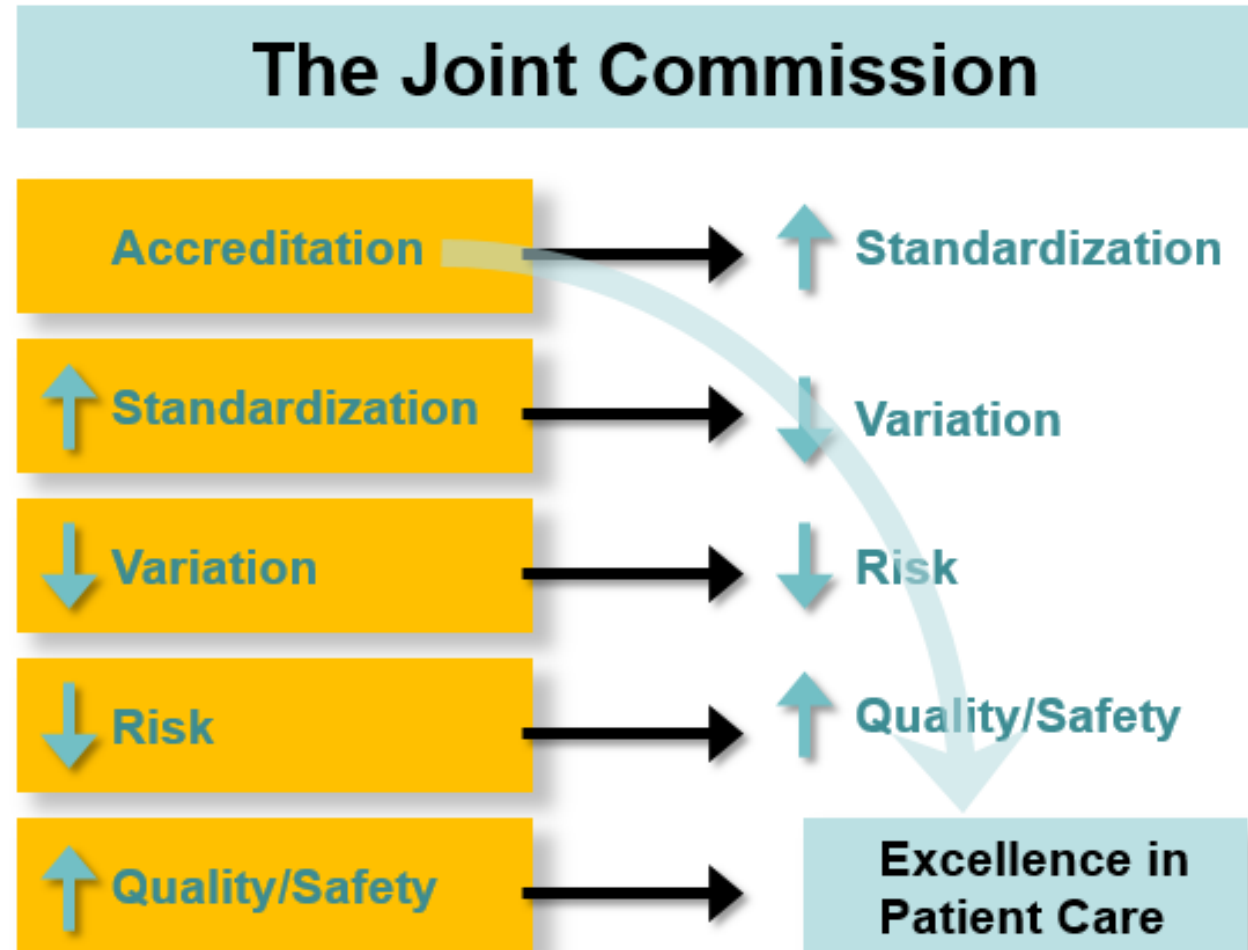 The Joint Commission
Accreditation
Standardization
Standardization
Variation
Variation
Risk
Risk
Quality/Safety
Quality/Safety
Excellence in
Patient Care